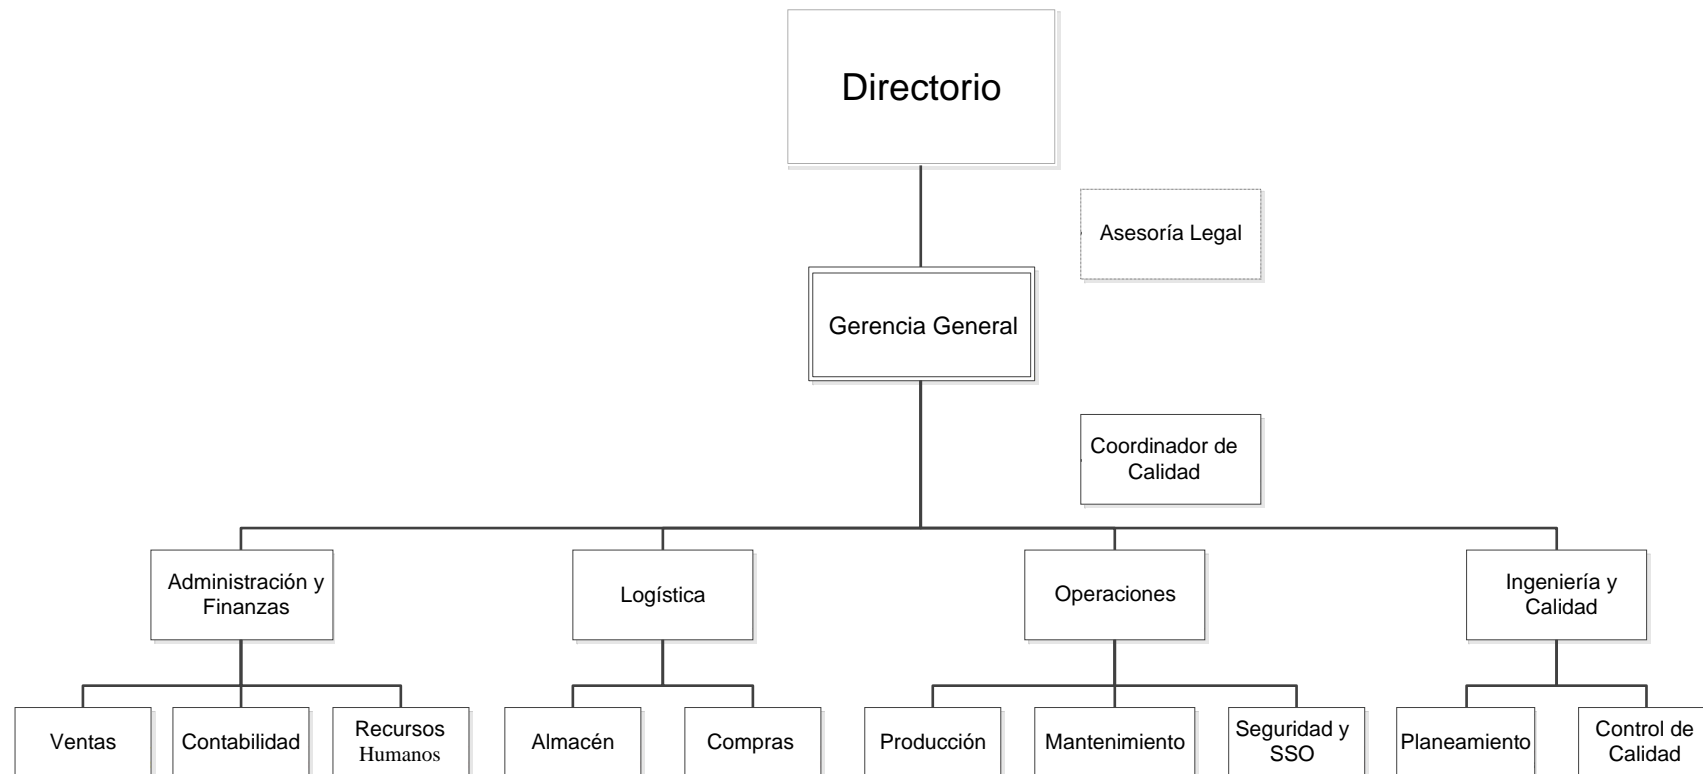 Directorio
Asesoría Legal
Gerencia General
Coordinador de
Calidad
Administración y
Finanzas
Logística
Operaciones
Ingeniería y
Calidad
Ventas
Contabilidad
Recursos
Humanos
Almacén
Compras
Producción
Mantenimiento
Seguridad y
SSO
Planeamiento
Control de
Calidad